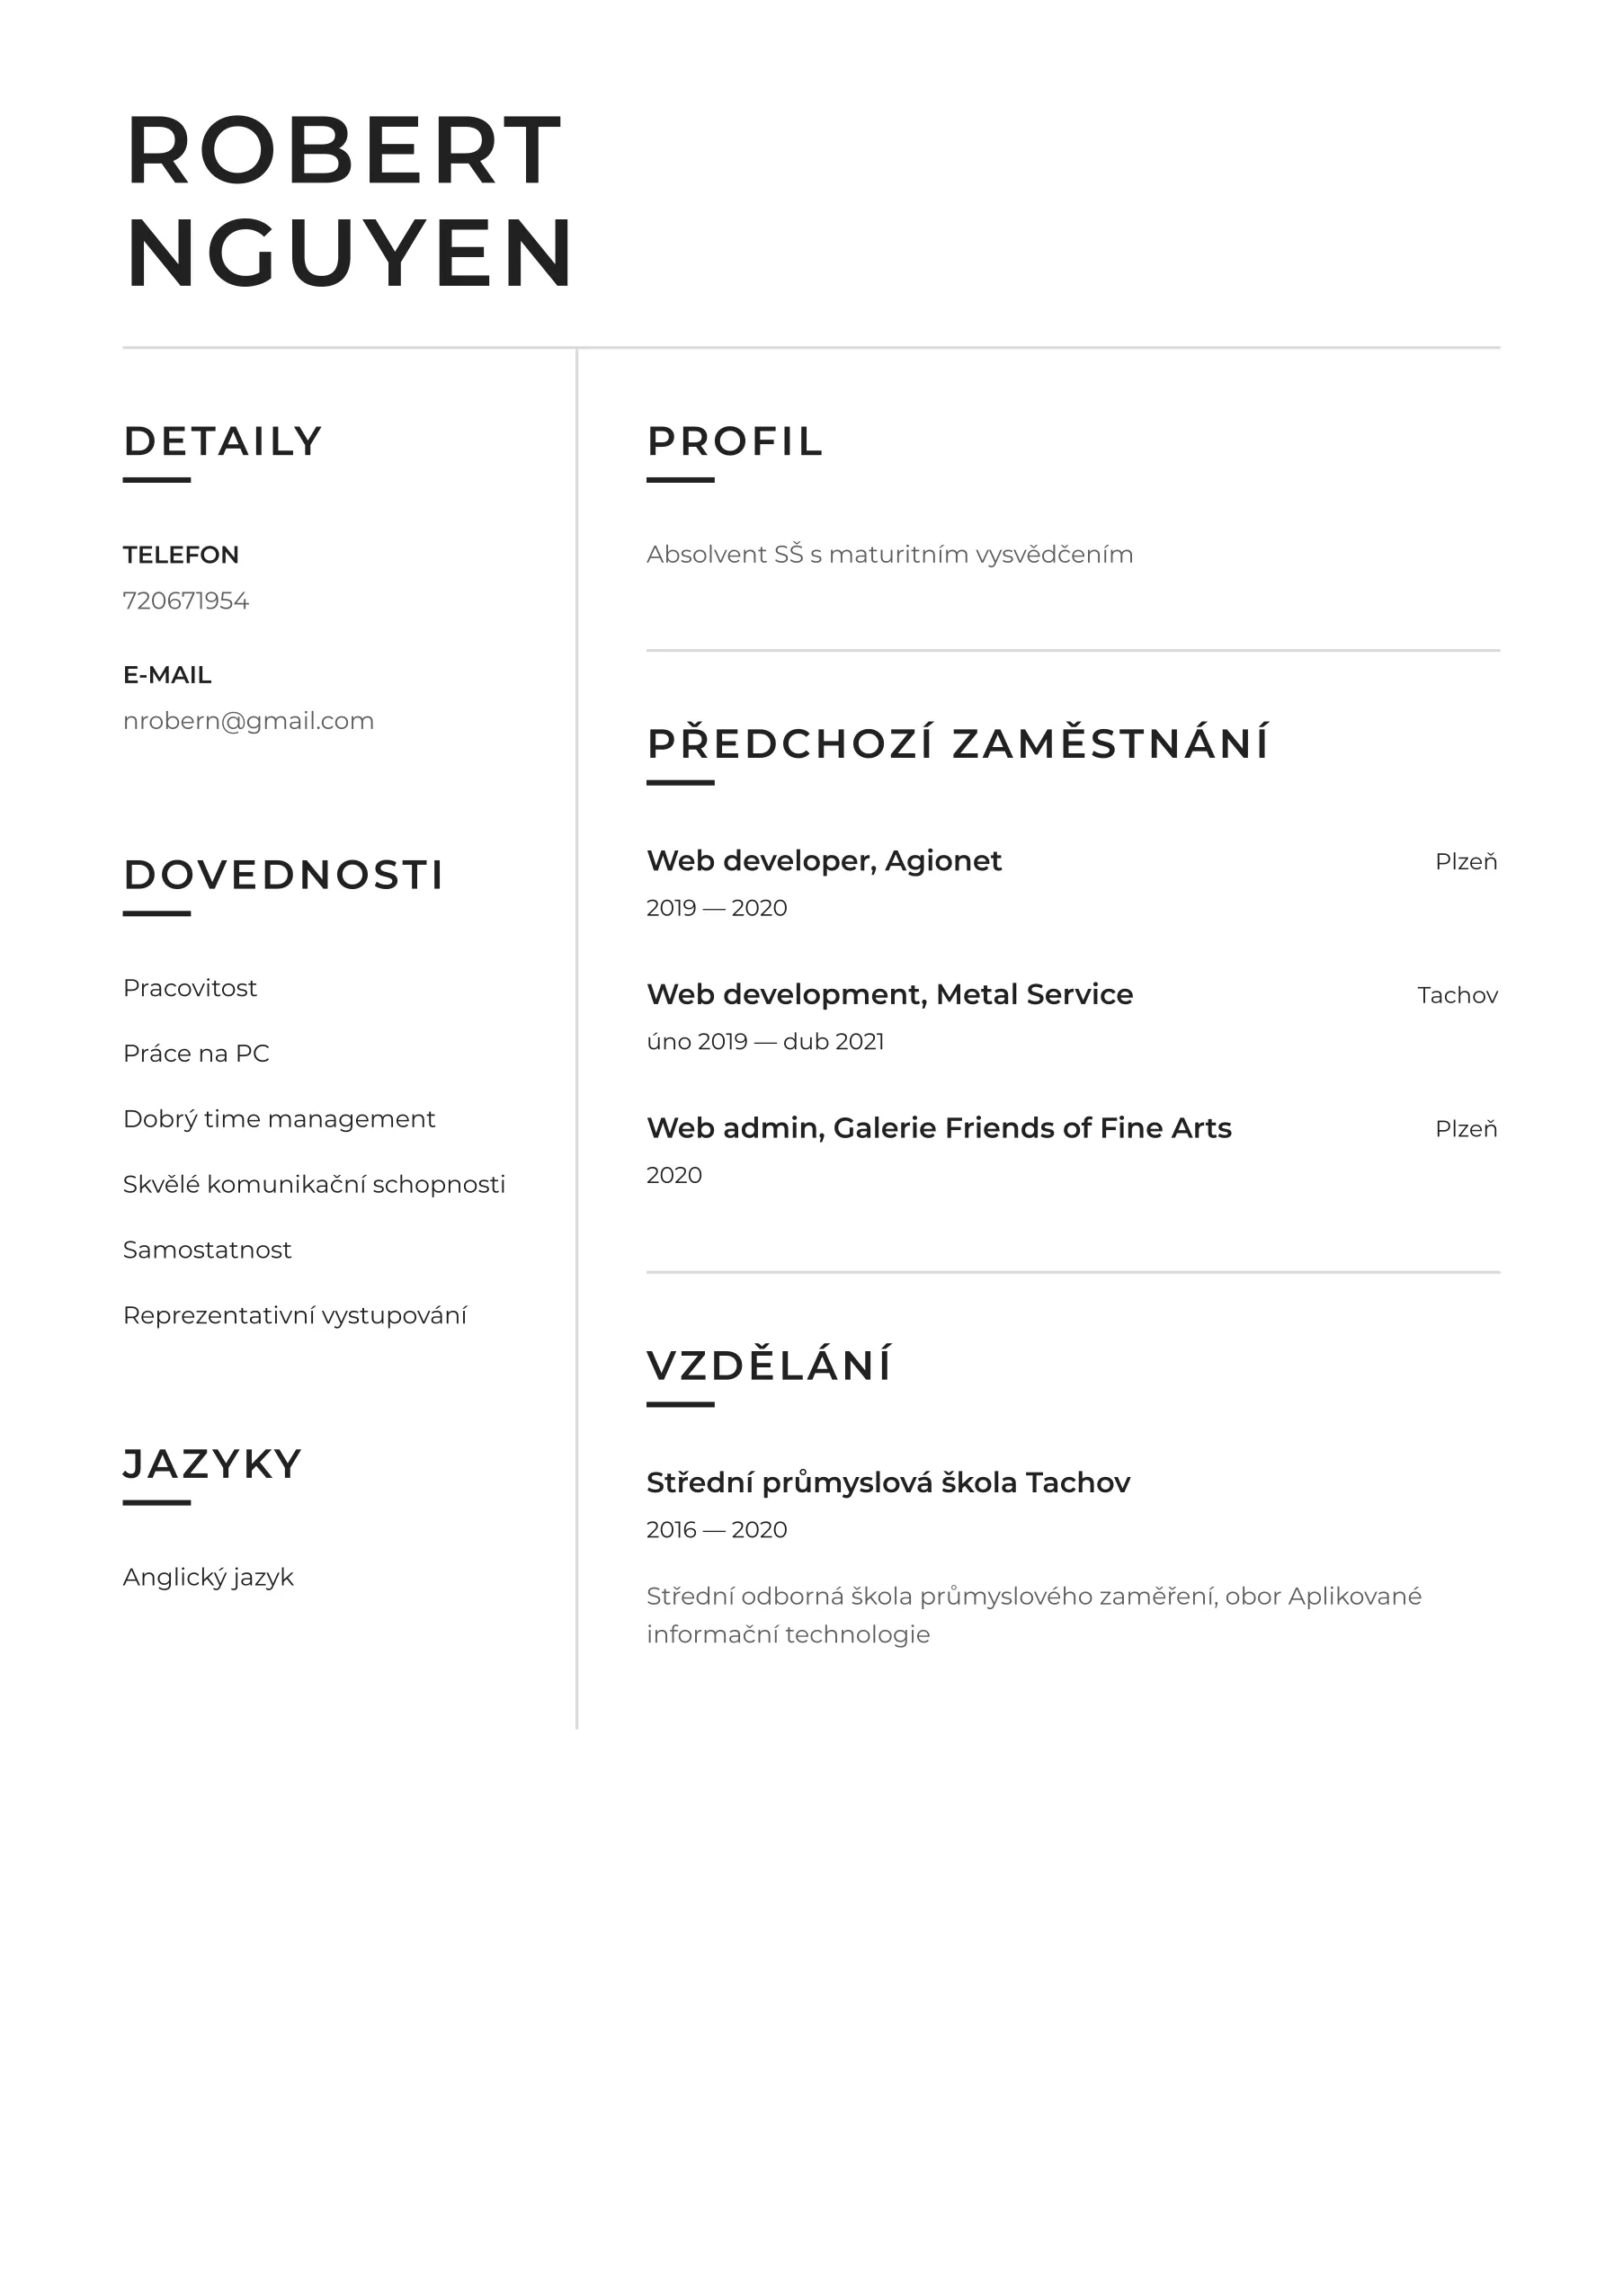 ROBERT
NGUYEN
DETAILY
TELEFON
720671954
E-MAIL
nrobern@gmail.com
DOVEDNOSTI
Pracovitost
Práce na PC
Dobrý time management
Skvělé komunikační schopnosti
Samostatnost
Reprezentativní vystupování
JAZYKY
Anglický jazyk
PROFIL
Absolvent SŠ s maturitním vysvědčením
PŘEDCHOZÍ ZAMĚSTNÁNÍ
Web developer, Agionet Plzeň
2019 — 2020
Web development, Metal Service Tachov
úno 2019 — dub 2021
Web admin, Galerie Friends of Fine Arts Plzeň
2020
VZDĚLÁNÍ
Střední průmyslová škola Tachov
2016 — 2020
Střední odborná škola průmyslového zaměření, obor Aplikované
informační technologie